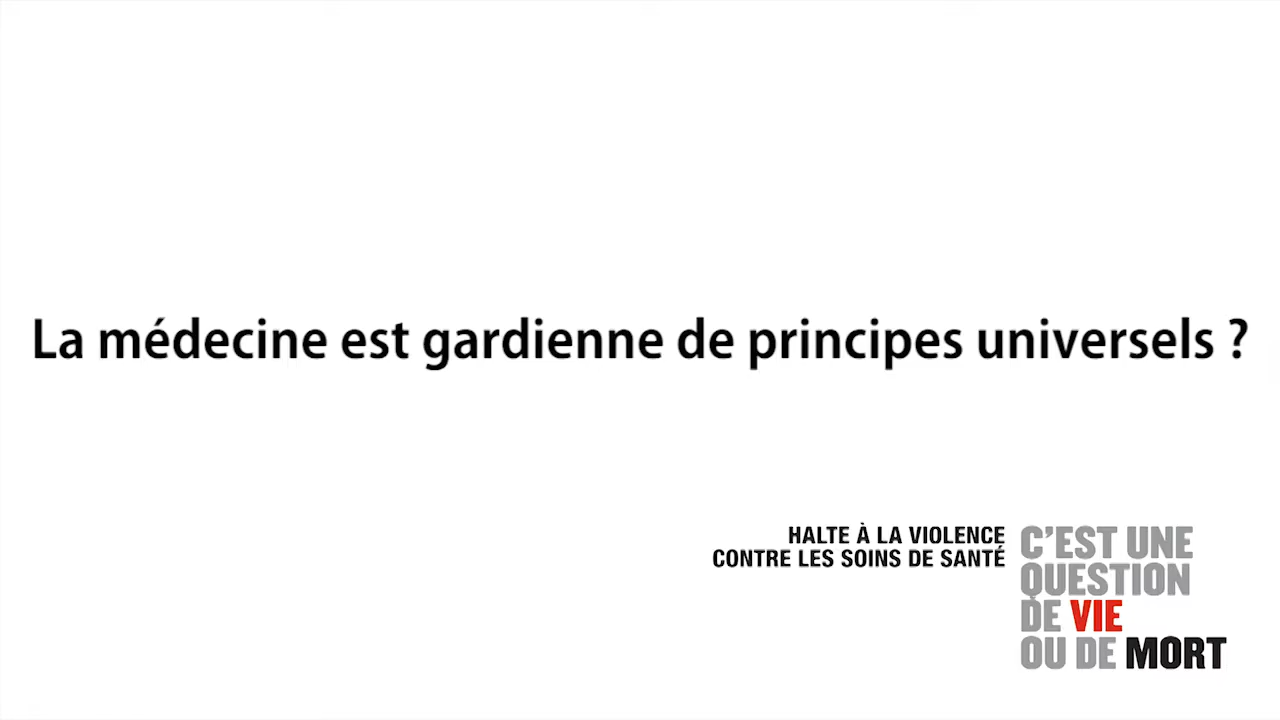 La médecine est gardienne de principes universels ?
HALTE À LA VIOLENCE
CONTRE LES SOINS DE SANTÉ
C'EST UNE
QUESTION
DE VIE
OU DE MORT